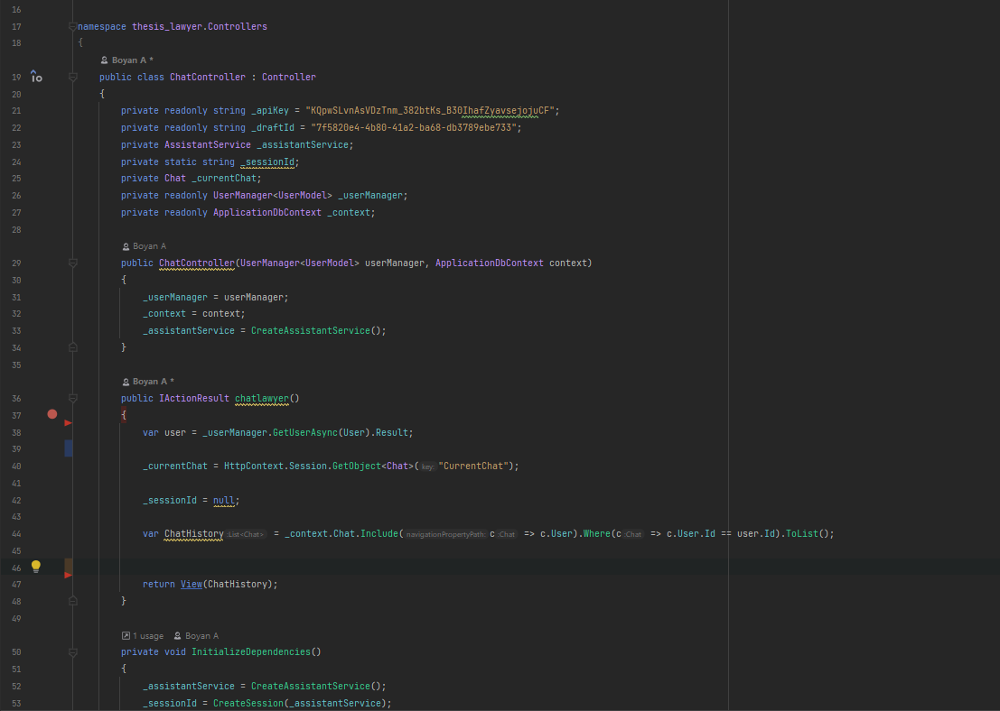 16
17 namespace thesis_lawyer.Controllers
18 {
Boyan A *
19 public class ChatController : Controller
20 {
21 private readonly string _apiKey = "KQpwSLvnAsVDzTnm_382btKs_B30IhafZyavsejojuCF";
22 private readonly string _draftId = "7f5820e4-4b80-41a2-ba68-db3789ebe733";
23 private AssistantService _assistantService;
24 private static string _sessionId;
25 private Chat _currentChat;
26 private readonly UserManager<UserModel> _userManager;
27 private readonly ApplicationDbContext _context;
28
Boyan A
29 public ChatController(UserManager<UserModel> userManager, ApplicationDbContext context)
30 {
31 _userManager = userManager;
32 _context = context;
33 _assistantService = CreateAssistantService();
34 }
35
Boyan A *
36 public IActionResult chatlawyer()
37 {
38 var user = _userManager.GetUserAsync(User).Result;
39
40 _currentChat = HttpContext.Session.GetObject<Chat>( key: "CurrentChat");
41
42 _sessionId = null;
43
44 var ChatHistory :List<Chat> = _context.Chat.Include( navigationPropertyPath: c :Chat => c.User).Where(c :Chat => c.User.Id == user.Id).ToList();
45
46
47 return View(ChatHistory);
48 }
49
1 usage Boyan A
50 private void InitializeDependencies()
51 {
52 _assistantService = CreateAssistantService();
53 _sessionId = CreateSession(_assistantService);